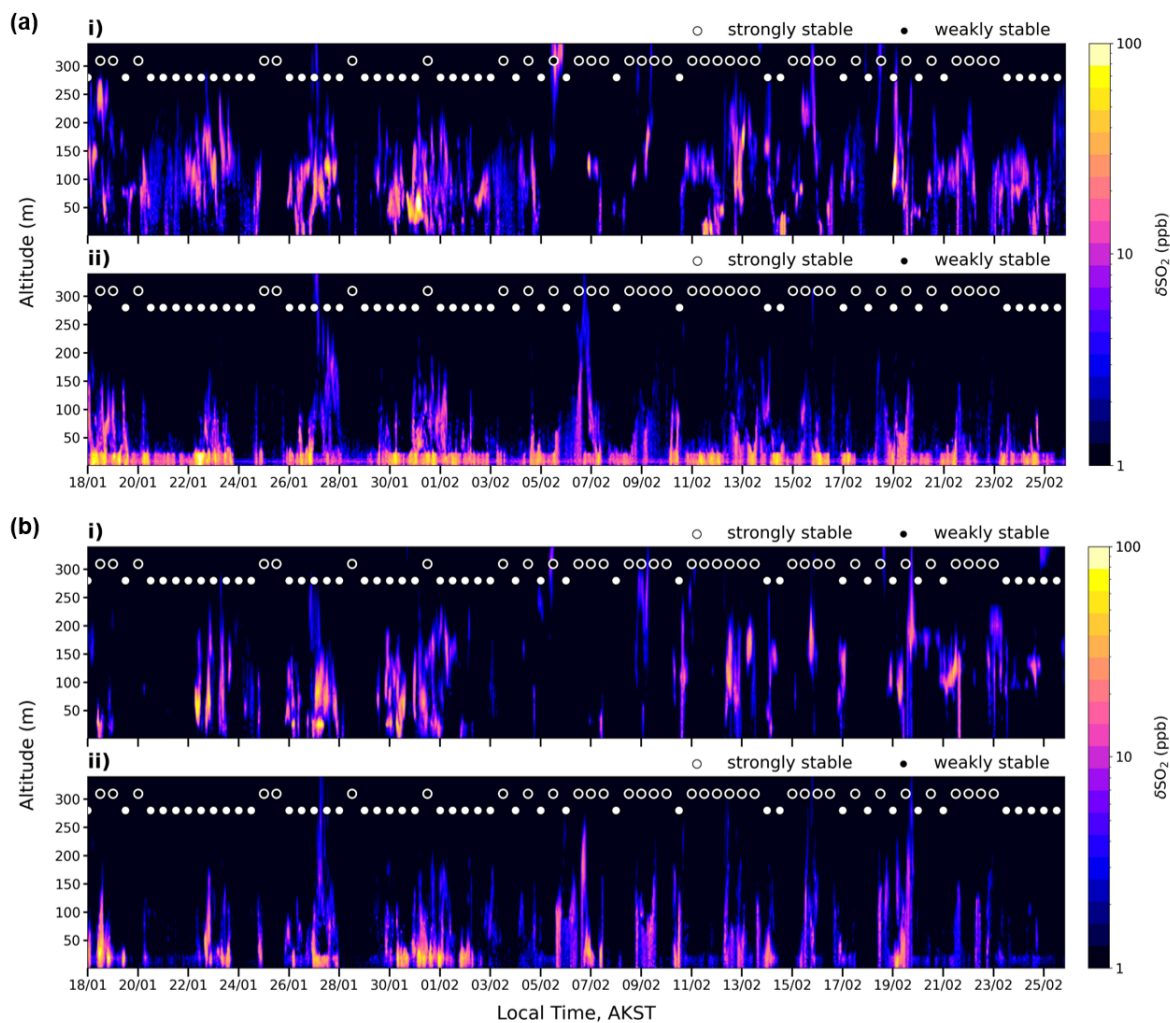 (a)
i)
strongly stable
weakly stable
300
250
200
150
100
50
100
10
1
δSO₂ (ppb)
ii)
strongly stable
weakly stable
300
250
200
150
100
50
Altitude (m)
18/01 20/01 22/01 24/01 26/01 28/01 30/01 01/02 03/02 05/02 07/02 09/02 11/02 13/02 15/02 17/02 19/02 21/02 23/02 25/02
(b)
i)
strongly stable
weakly stable
300
250
200
150
100
50
100
10
1
δSO₂ (ppb)
ii)
strongly stable
weakly stable
300
250
200
150
100
50
Altitude (m)
18/01 20/01 22/01 24/01 26/01 28/01 30/01 01/02 03/02 05/02 07/02 09/02 11/02 13/02 15/02 17/02 19/02 21/02 23/02 25/02
Local Time, AKST